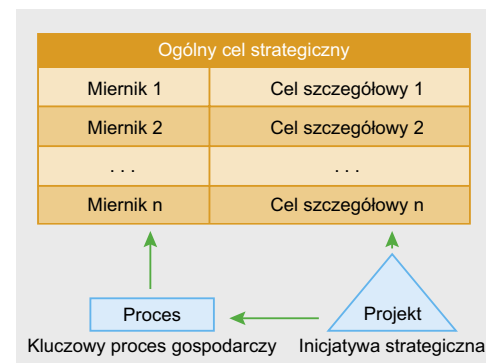 Ogólny cel strategiczny
Miernik 1 Cel szczegółowy 1
Miernik 2 Cel szczegółowy 2
. . . . . .
Miernik n Cel szczegółowy n
Proces Projekt
Kluczowy proces gospodarczy Inicjatywa strategiczna